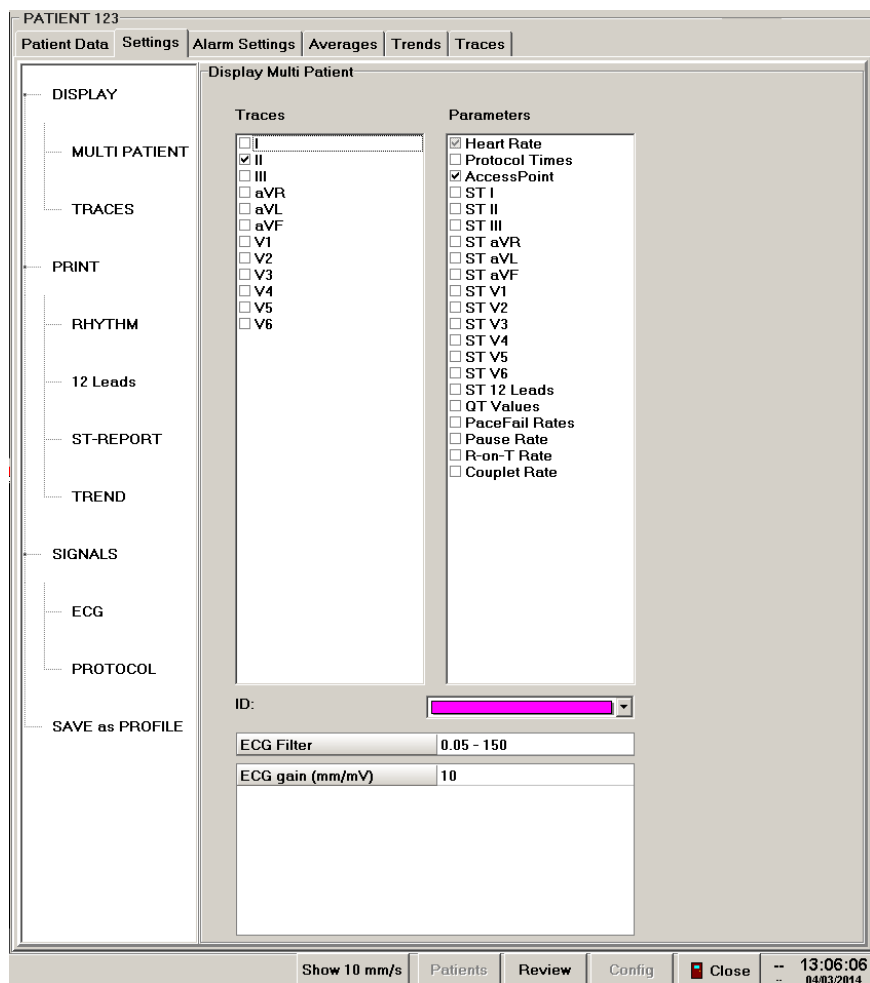 PATIENT 123
Patient Data Settings Alarm Settings Averages Trends Traces
DISPLAY
MULTI PATIENT
TRACES
PRINT
RHYTHM
12 Leads
ST-REPORT
TREND
SIGNALS
ECG
PROTOCOL
SAVE as PROFILE
Display Multi Patient
Traces
I
II
III
aVR
aVL
aVF
V1
V2
V3
V4
V5
V6
Parameters
Heart Rate
Protocol Times
AccessPoint
ST I
ST II
ST III
ST aVR
ST aVL
ST aVF
ST V1
ST V2
ST V3
ST V4
ST V5
ST V6
ST 12 Leads
QT Values
PaceFail Rates
Pause Rate
R-on-T Rate
Couplet Rate
ID:
ECG Filter 0.05 - 150
ECG gain (mm/mV) 10
Show 10 mm/s Patients Review Config Close -- 13:06:06
-- 04/03/2014